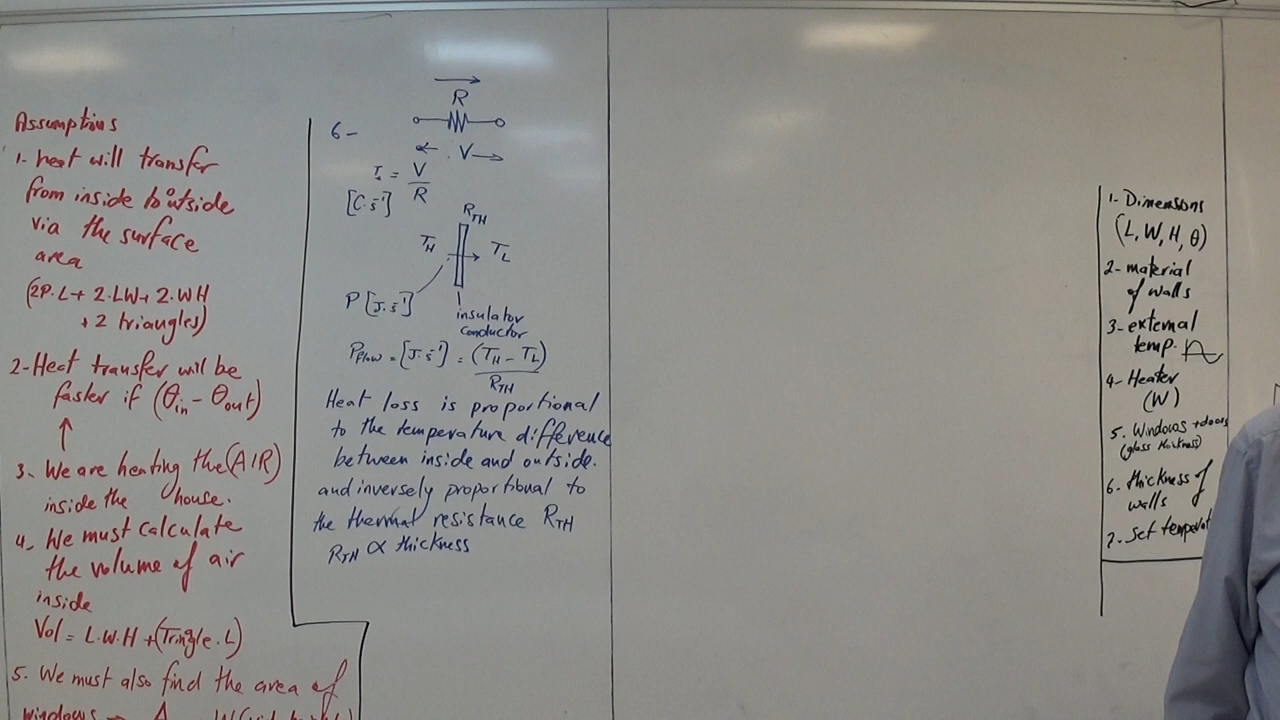 Assumptions
1- heat will transfer
from inside to outside
via the surface
area
(2P.L + 2.LW + 2.WH
+ 2 triangles)
2- Heat transfer will be
faster if (θin - θout)
↑
3- We are heating the (AIR)
inside the house.
4- We must calculate
the volume of air
inside
Vol = L.W.H + (Tringle.L)
5. We must also find the area of
windows
6-
R
V
= V/R
[C.s⁻¹]
RTH
TH TL
P [J.s⁻¹]
insulator
conductor
PFlow = [J.s⁻¹] = (TH - TL)/RTH
Heat loss is proportional
to the temperature difference
between inside and outside.
and inversely proportional to
the thermal resistance RTH
RTH ∝ thickness
1- Dimensions
(L, W, H, θ)
2- material
of walls
3- external
temp.
4- Heater
(W)
5. Windows + doors
(glass thickness)
6. thickness of
walls
7- Set temperat